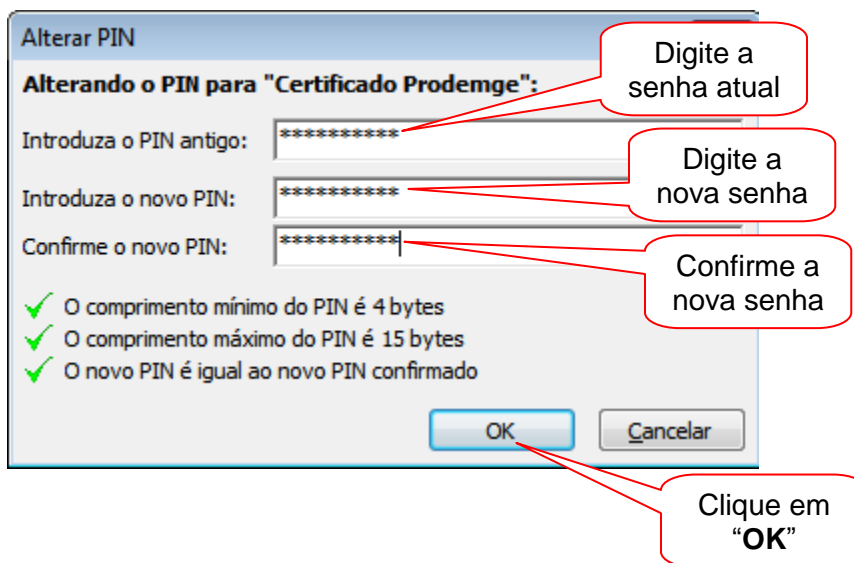 Alterar PIN
Digite a
senha atual
Alterando o PIN para "Certificado Prodemge":
Introduza o PIN antigo: **********
Digite a
nova senha
Introduza o novo PIN: **********
Confirme o novo PIN: **********
Confirme a
nova senha
O comprimento mínimo do PIN é 4 bytes
O comprimento máximo do PIN é 15 bytes
O novo PIN é igual ao novo PIN confirmado
OK Cancelar
Clique em
“OK”